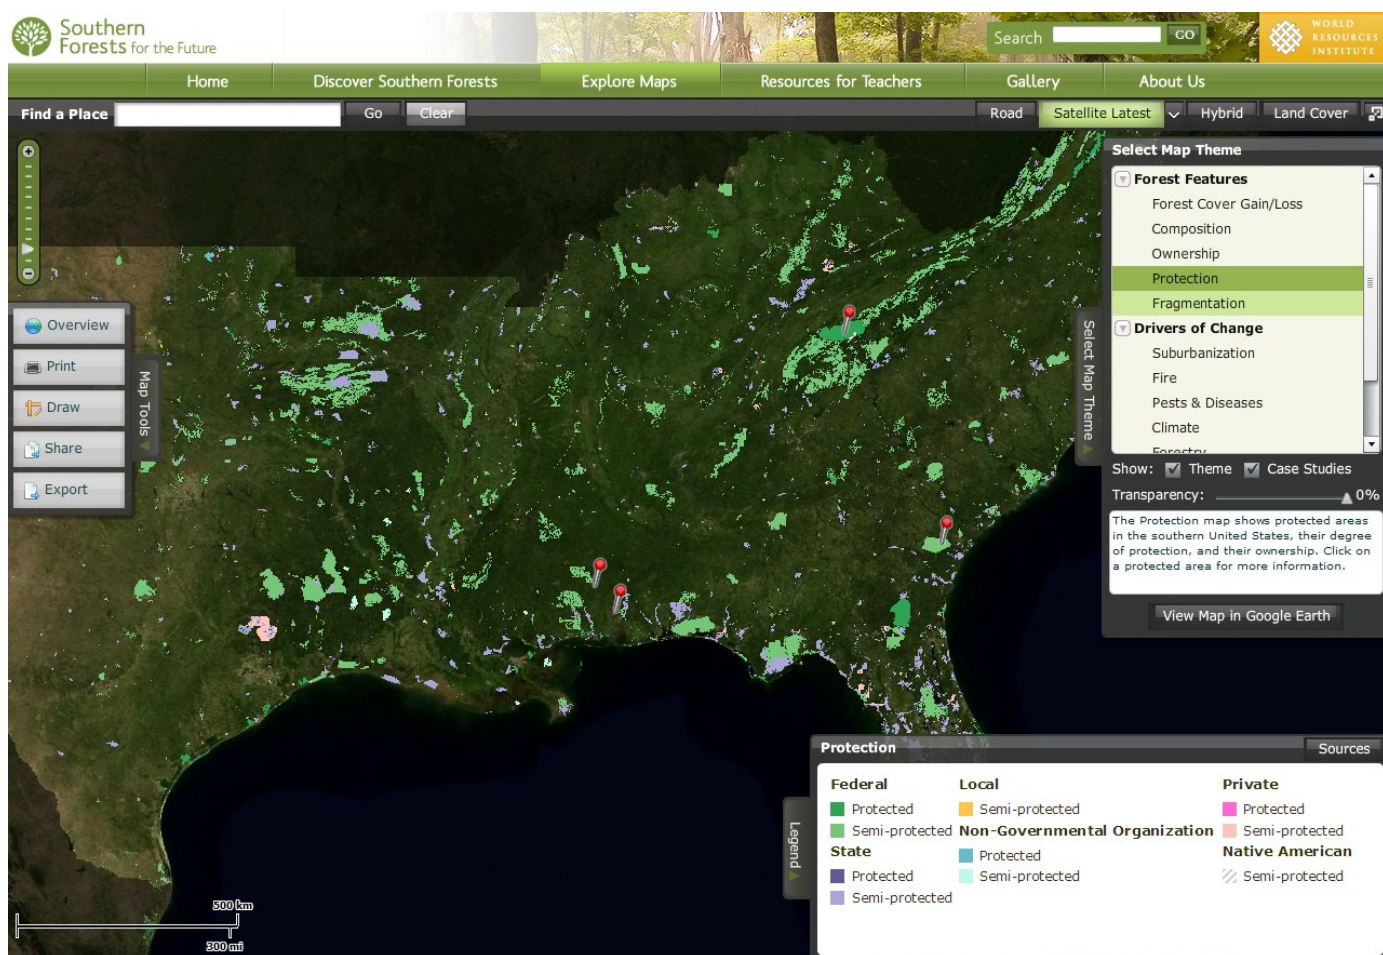 Southern
Forests for the Future
Search GO
WORLD
RESOURCES
INSTITUTE
Home Discover Southern Forests Explore Maps Resources for Teachers Gallery About Us
Find a Place Go Clear Road Satellite Latest Hybrid Land Cover
Select Map Theme
Forest Features
Forest Cover Gain/Loss
Composition
Ownership
Protection
Fragmentation
Drivers of Change
Suburbanization
Fire
Pests & Diseases
Climate
Forestry
Show: Theme Case Studies
Transparency: 0%
The Protection map shows protected areas
in the southern United States, their degree
of protection, and their ownership. Click on
a protected area for more information.
View Map in Google Earth
Select Map Theme
Overview
Print
Draw
Share
Export
Map Tools
Protection Sources
Federal Local Private
Protected Semi-protected Protected
Semi-protected Non-Governmental Organization Semi-protected
State Protected Native American
Protected Semi-protected Semi-protected
Semi-protected
Legend
500 km
300 mi